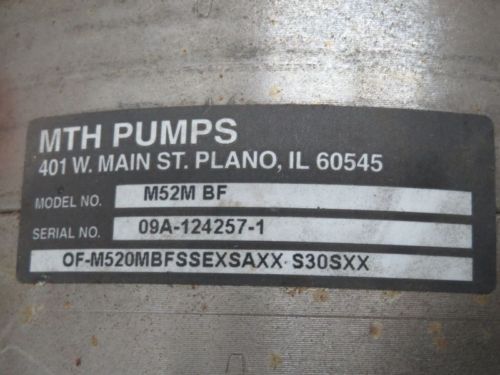 MTH PUMPS
401 W. MAIN ST. PLANO, IL 60545
MODEL NO. M52M BF
SERIAL NO. 09A-124257-1
OF-M520MBFSSEXSAXX S30SXX